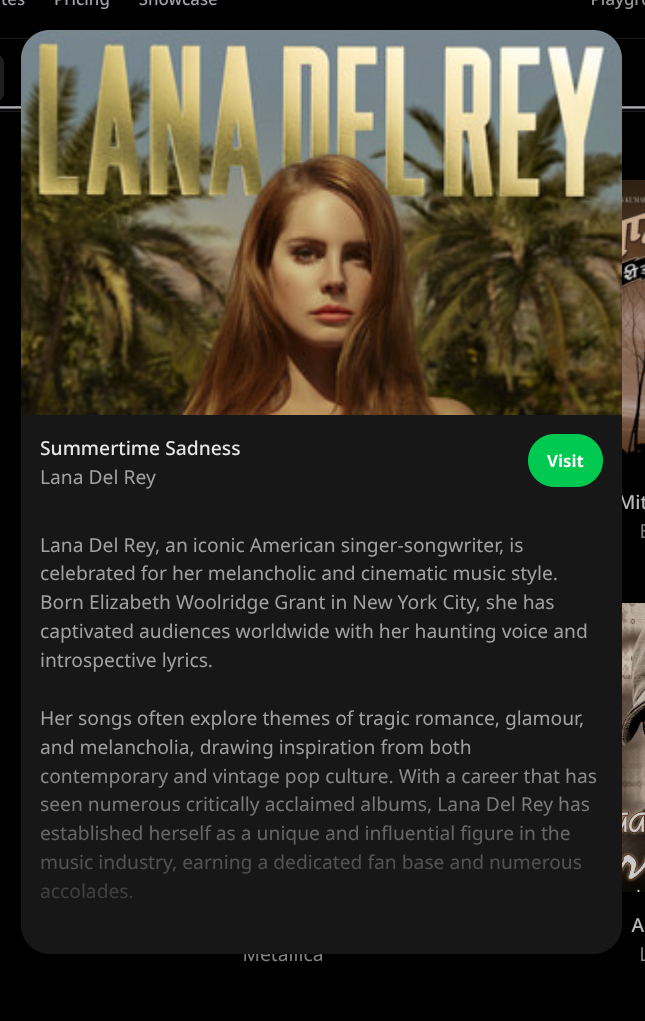 Pricing
Showcase
LANA DEL REY
Summertime Sadness
Lana Del Rey
Visit
Lana Del Rey, an iconic American singer-songwriter, is
celebrated for her melancholic and cinematic music style.
Born Elizabeth Woolridge Grant in New York City, she has
captivated audiences worldwide with her haunting voice and
introspective lyrics.
Her songs often explore themes of tragic romance, glamour,
and melancholia, drawing inspiration from both
contemporary and vintage pop culture. With a career that has
seen numerous critically acclaimed albums, Lana Del Rey has
established herself as a unique and influential figure in the
music industry, earning a dedicated fan base and numerous
accolades.
Metallica